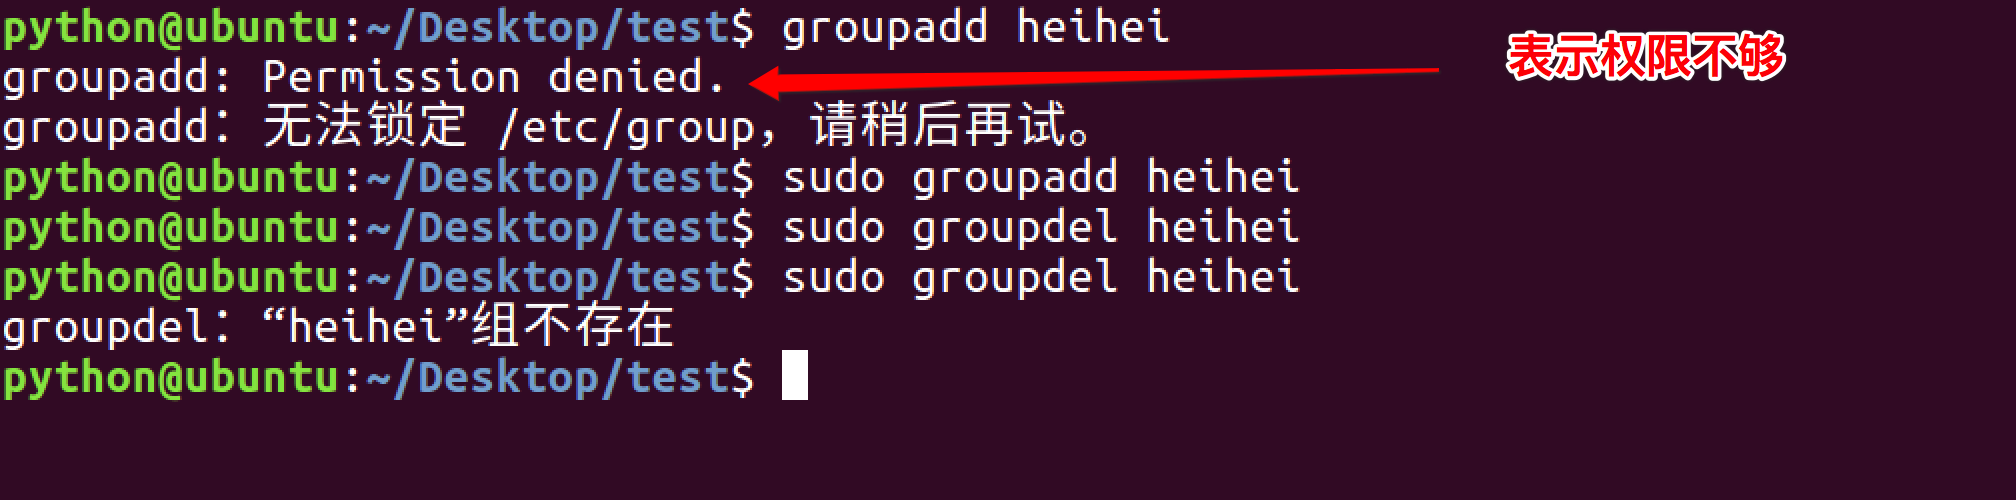 python@ubuntu:~/Desktop/test$ groupadd heihei
表示权限不够
groupadd: Permission denied.
groupadd：无法锁定 /etc/group，请稍后再试。
python@ubuntu:~/Desktop/test$ sudo groupadd heihei
python@ubuntu:~/Desktop/test$ sudo groupdel heihei
python@ubuntu:~/Desktop/test$ sudo groupdel heihei
groupdel：“heihei”组不存在
python@ubuntu:~/Desktop/test$